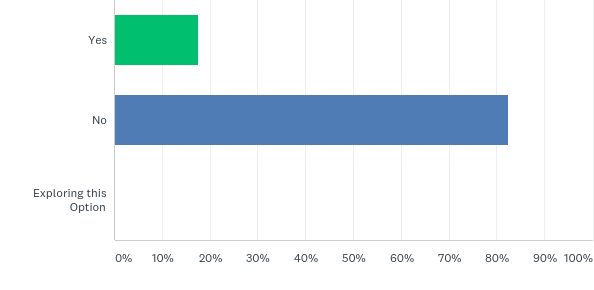 Yes
No
Exploring this
Option
0% 10% 20% 30% 40% 50% 60% 70% 80% 90% 100%